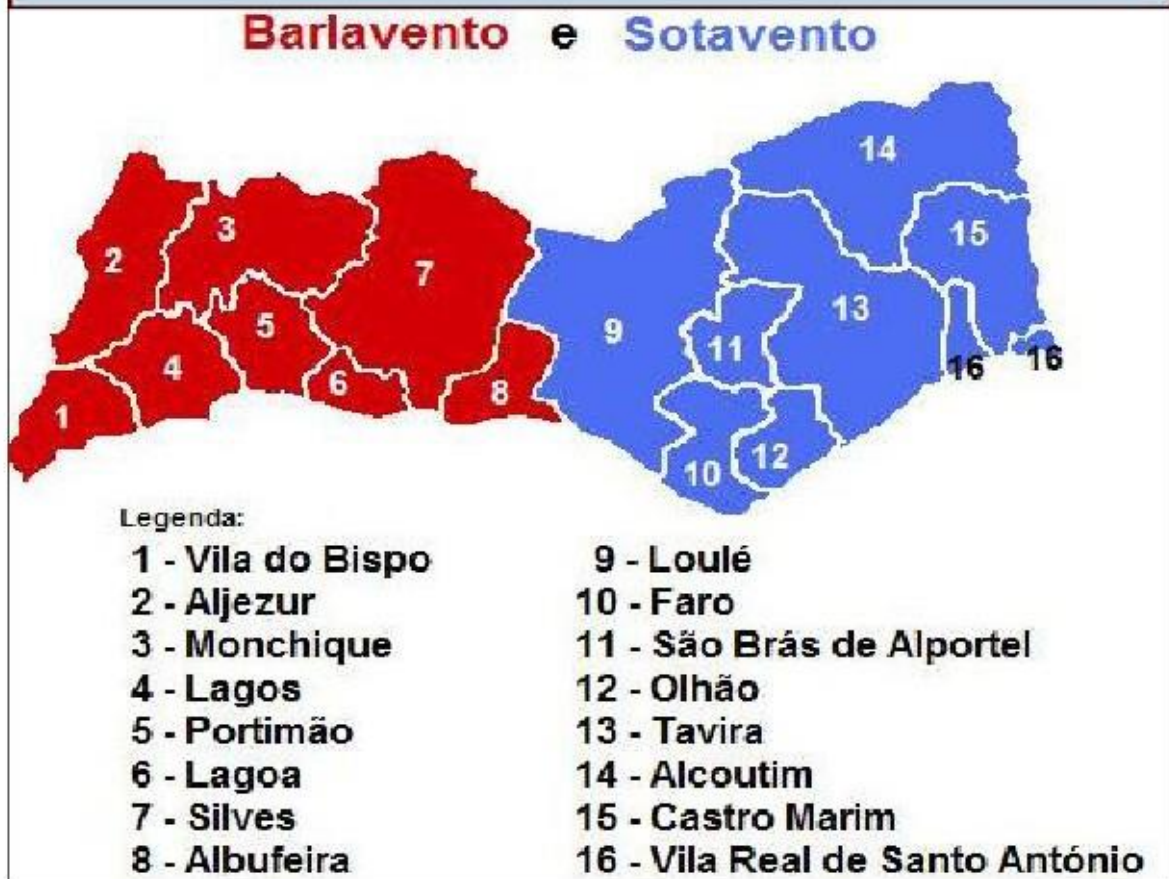 Barlavento e Sotavento
14
3
15
2
7
5
13
9
11
4
16
16
6
8
1
12
10
Legenda:
1 - Vila do Bispo
2 - Aljezur
3 - Monchique
4 - Lagos
5 - Portimão
6 - Lagoa
7 - Silves
8 - Albufeira
9 - Loulé
10 - Faro
11 - São Brás de Alportel
12 - Olhão
13 - Tavira
14 - Alcoutim
15 - Castro Marim
16 - Vila Real de Santo António